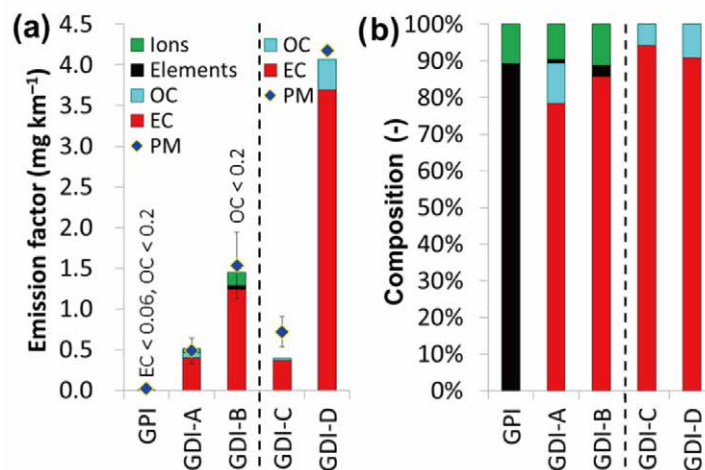 (a)
Ions
Elements
OC
EC
PM
OC
EC
PM
Emission factor (mg km⁻¹)
4.5
4.0
3.5
3.0
2.5
2.0
1.5
1.0
0.5
0.0
EC < 0.06, OC < 0.2
OC < 0.2
GPI
GDI-A
GDI-B
GDI-C
GDI-D
(b)
Composition (-)
100%
90%
80%
70%
60%
50%
40%
30%
20%
10%
0%
GPI
GDI-A
GDI-B
GDI-C
GDI-D